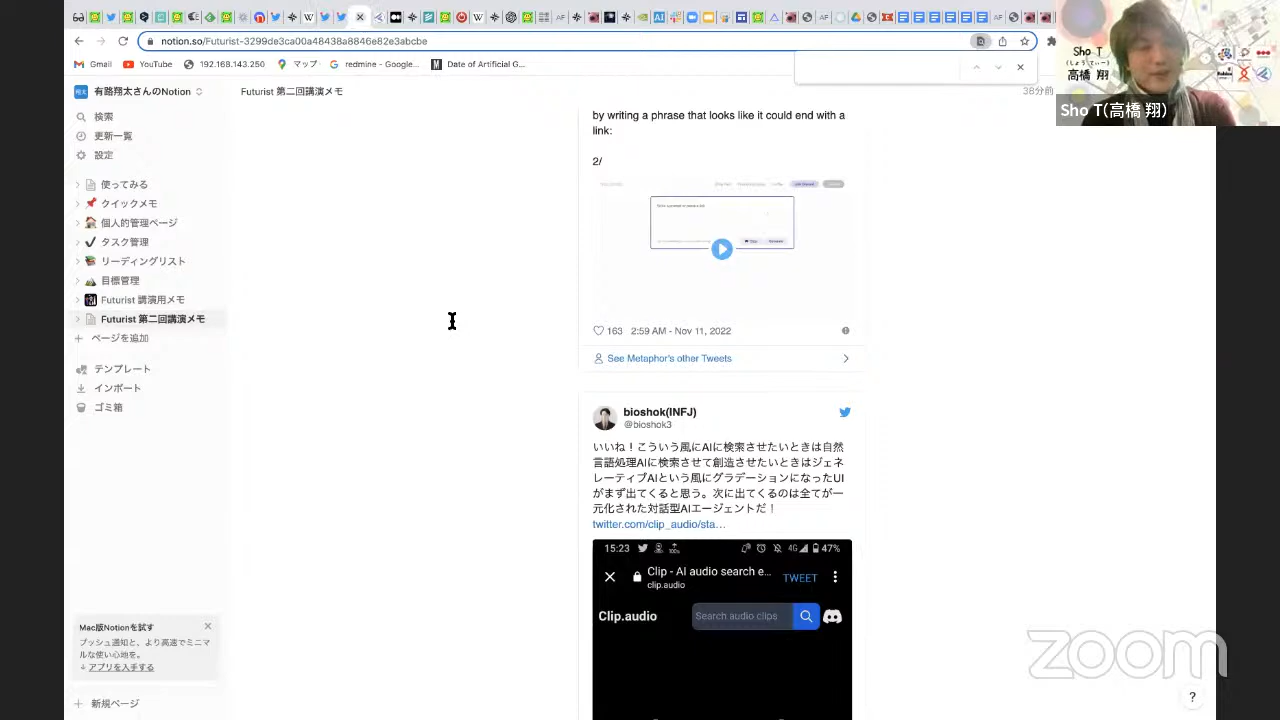 notion.so/Futurist-3299de3ca00a48438a8846e82e3abcbe
Gmail
YouTube
192.168.143.250
マップ
redmine - Google...
Date of Artificial G...
有路翔太さんのNotion
Futurist 第二回講演メモ
38分前
Sho T
(しょうてぃー)
高橋 翔
Sho T(高橋 翔)
検索
更新一覧
設定
使ってみる
クイックメモ
個人的管理ページ
タスク管理
リーディングリスト
目標管理
Futurist 講演用メモ
Futurist 第二回講演メモ
ページを追加
テンプレート
インポート
ゴミ箱
Mac版Notionを試す
プッシュ通知と、より高速でミニマ
ルな使い心地を。
↓ アプリを入手する
新規ページ
by writing a phrase that looks like it could end with a
link:
2/
163 2:59 AM - Nov 11, 2022
See Metaphor's other Tweets
bioshok(INFJ)
@bioshok3
いいね！こういう風にAIに検索させたいときは自然
言語処理AIに検索させて創造させたいときはジェネ
レーティブAIという風にグラデーションになったUI
がまず出てくると思う。次に出てくるのは全てが一
元化された対話型AIエージェントだ！
twitter.com/clip_audio/sta…
15:23
100%
4G
47%
Clip - AI audio search e...
clip.audio
TWEET
Clip.audio
Search audio clips
zoom
?